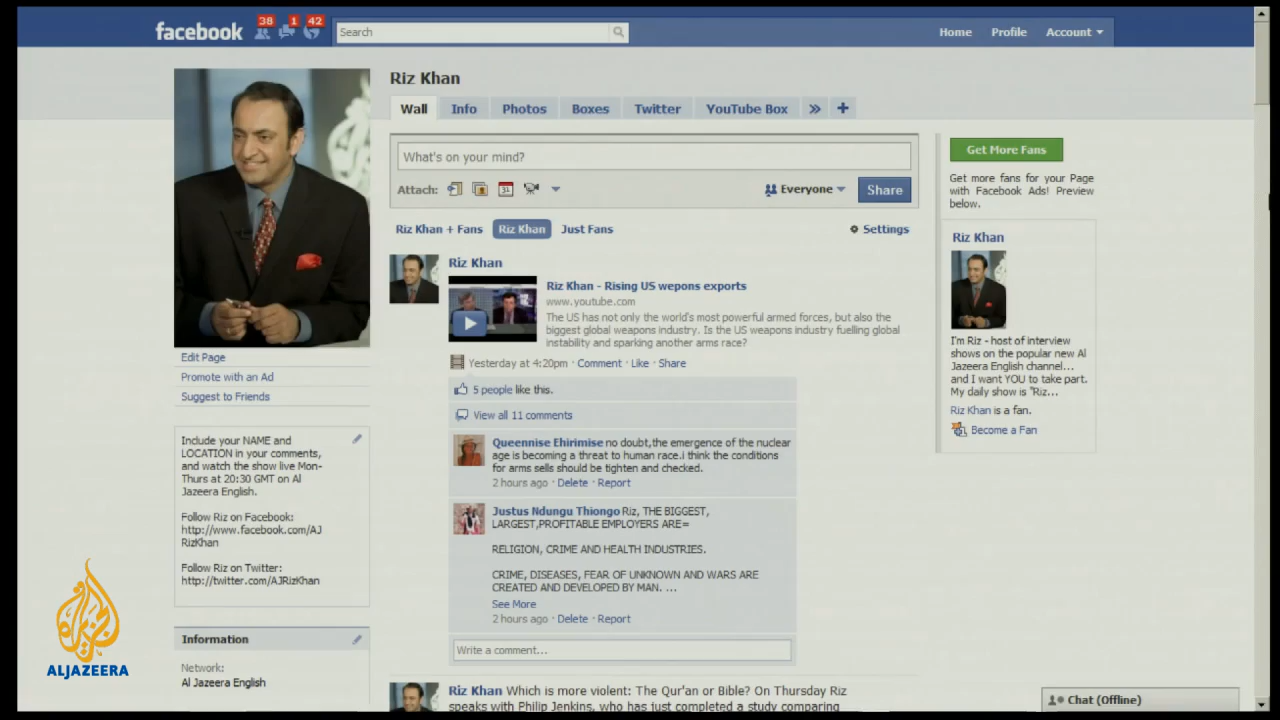 facebook
38
1
42
Search
Home
Profile
Account
Riz Khan
Wall
Info
Photos
Boxes
Twitter
YouTube Box
What's on your mind?
Attach:
31
Everyone
Share
Riz Khan + Fans
Riz Khan
Just Fans
Settings
Riz Khan
Riz Khan - Rising US wepons exports
www.youtube.com
The US has not only the world's most powerful armed forces, but also the
biggest global weapons industry. Is the US weapons industry fuelling global
instability and sparking another arms race?
Yesterday at 4:20pm · Comment · Like · Share
5 people like this.
View all 11 comments
Queennise Ehirimise no doubt,the emergence of the nuclear
age is becoming a threat to human race.i think the conditions
for arms sells should be tighten and checked.
2 hours ago · Delete · Report
Justus Ndungu Thiongo Riz, THE BIGGEST,
LARGEST,PROFITABLE EMPLOYERS ARE=
RELIGION, CRIME AND HEALTH INDUSTRIES.
CRIME, DISEASES, FEAR OF UNKNOWN AND WARS ARE
CREATED AND DEVELOPED BY MAN. ...
See More
2 hours ago · Delete · Report
Write a comment...
Riz Khan Which is more violent: The Qur'an or Bible? On Thursday Riz
speaks with Philip Jenkins, who has just completed a study comparing
Edit Page
Promote with an Ad
Suggest to Friends
Include your NAME and
LOCATION in your comments,
and watch the show live Mon-
Thurs at 20:30 GMT on Al
Jazeera English.
Follow Riz on Facebook:
http://www.facebook.com/AJ
RizKhan
Follow Riz on Twitter:
http://twitter.com/AJRizKhan
Information
Network:
Al Jazeera English
Get More Fans
Get more fans for your Page
with Facebook Ads! Preview
below.
Riz Khan
I'm Riz - host of interview
shows on the popular new Al
Jazeera English channel...
and I want YOU to take part.
My daily show is "Riz...
Riz Khan is a fan.
Become a Fan
Chat (Offline)
ALJAZEERA